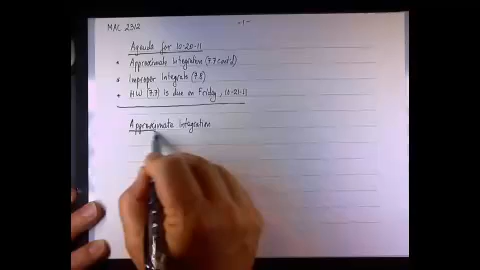 MAC 2312
-1-
Agenda for 10-20-11
• Approximate Integration (7.7 cont'd)
• Improper Integrals (7.8)
• HW (7.7) is due on Friday, 10-21-11
Approximate Integration